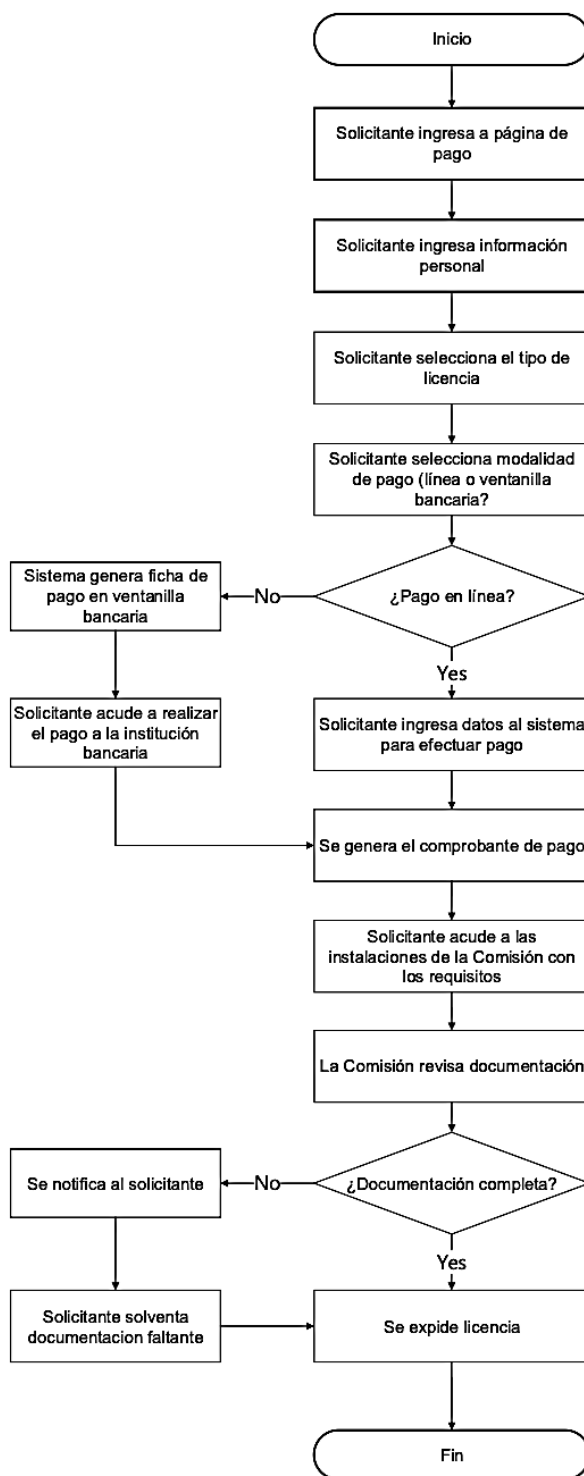 Inicio
Solicitante ingresa a página de
pago
Solicitante ingresa información
personal
Solicitante selecciona el tipo de
licencia
Solicitante selecciona modalidad
de pago (línea o ventanilla
bancaria?
¿Pago en línea?
No
Sistema genera ficha de
pago en ventanilla
bancaria
Solicitante acude a realizar
el pago a la institución
bancaria
Yes
Solicitante ingresa datos al sistema
para efectuar pago
Se genera el comprobante de pago
Solicitante acude a las
instalaciones de la Comisión con
los requisitos
La Comisión revisa documentación
¿Documentación completa?
No
Se notifica al solicitante
Solicitante solventa
documentacion faltante
Yes
Se expide licencia
Fin